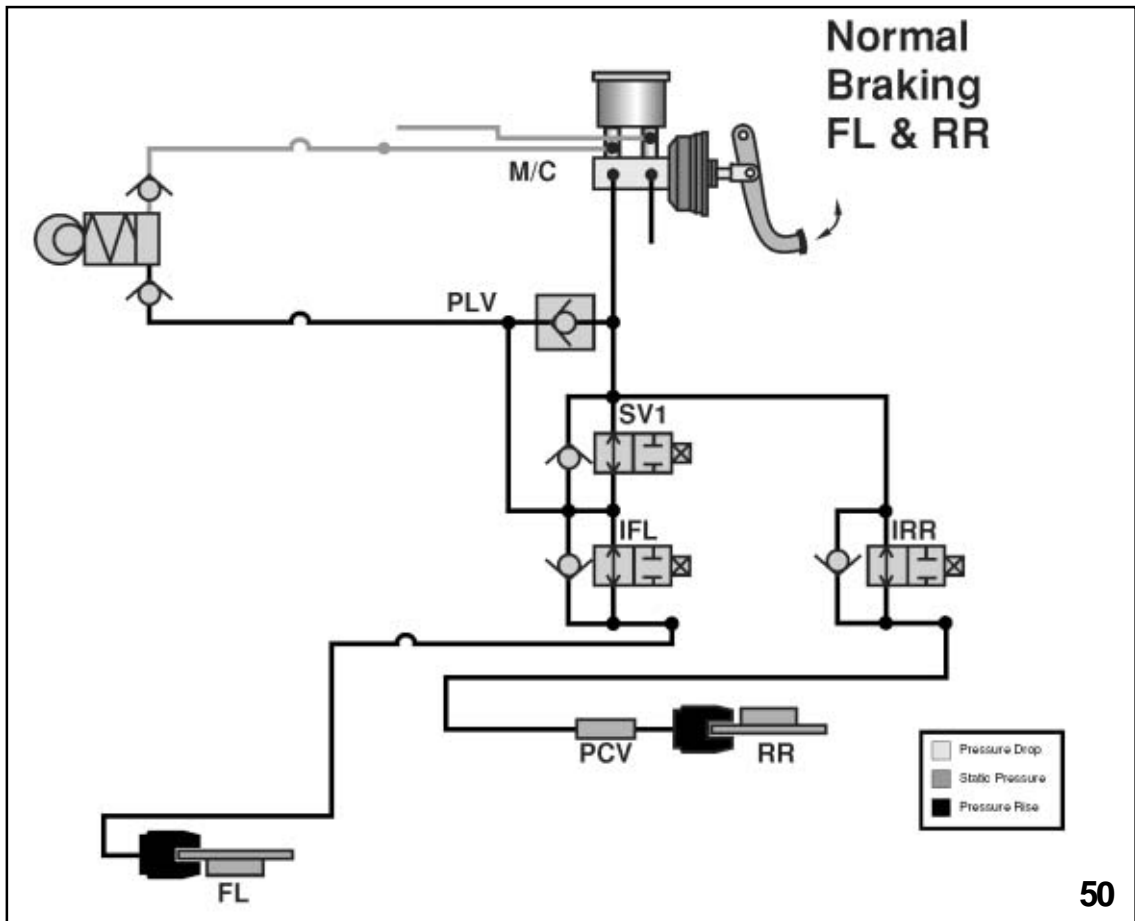 Normal
Braking
FL & RR
M/C
PLV
SV1
IFL
IRR
PCV
RR
FL
Pressure Drop
Static Pressure
Pressure Rise
50